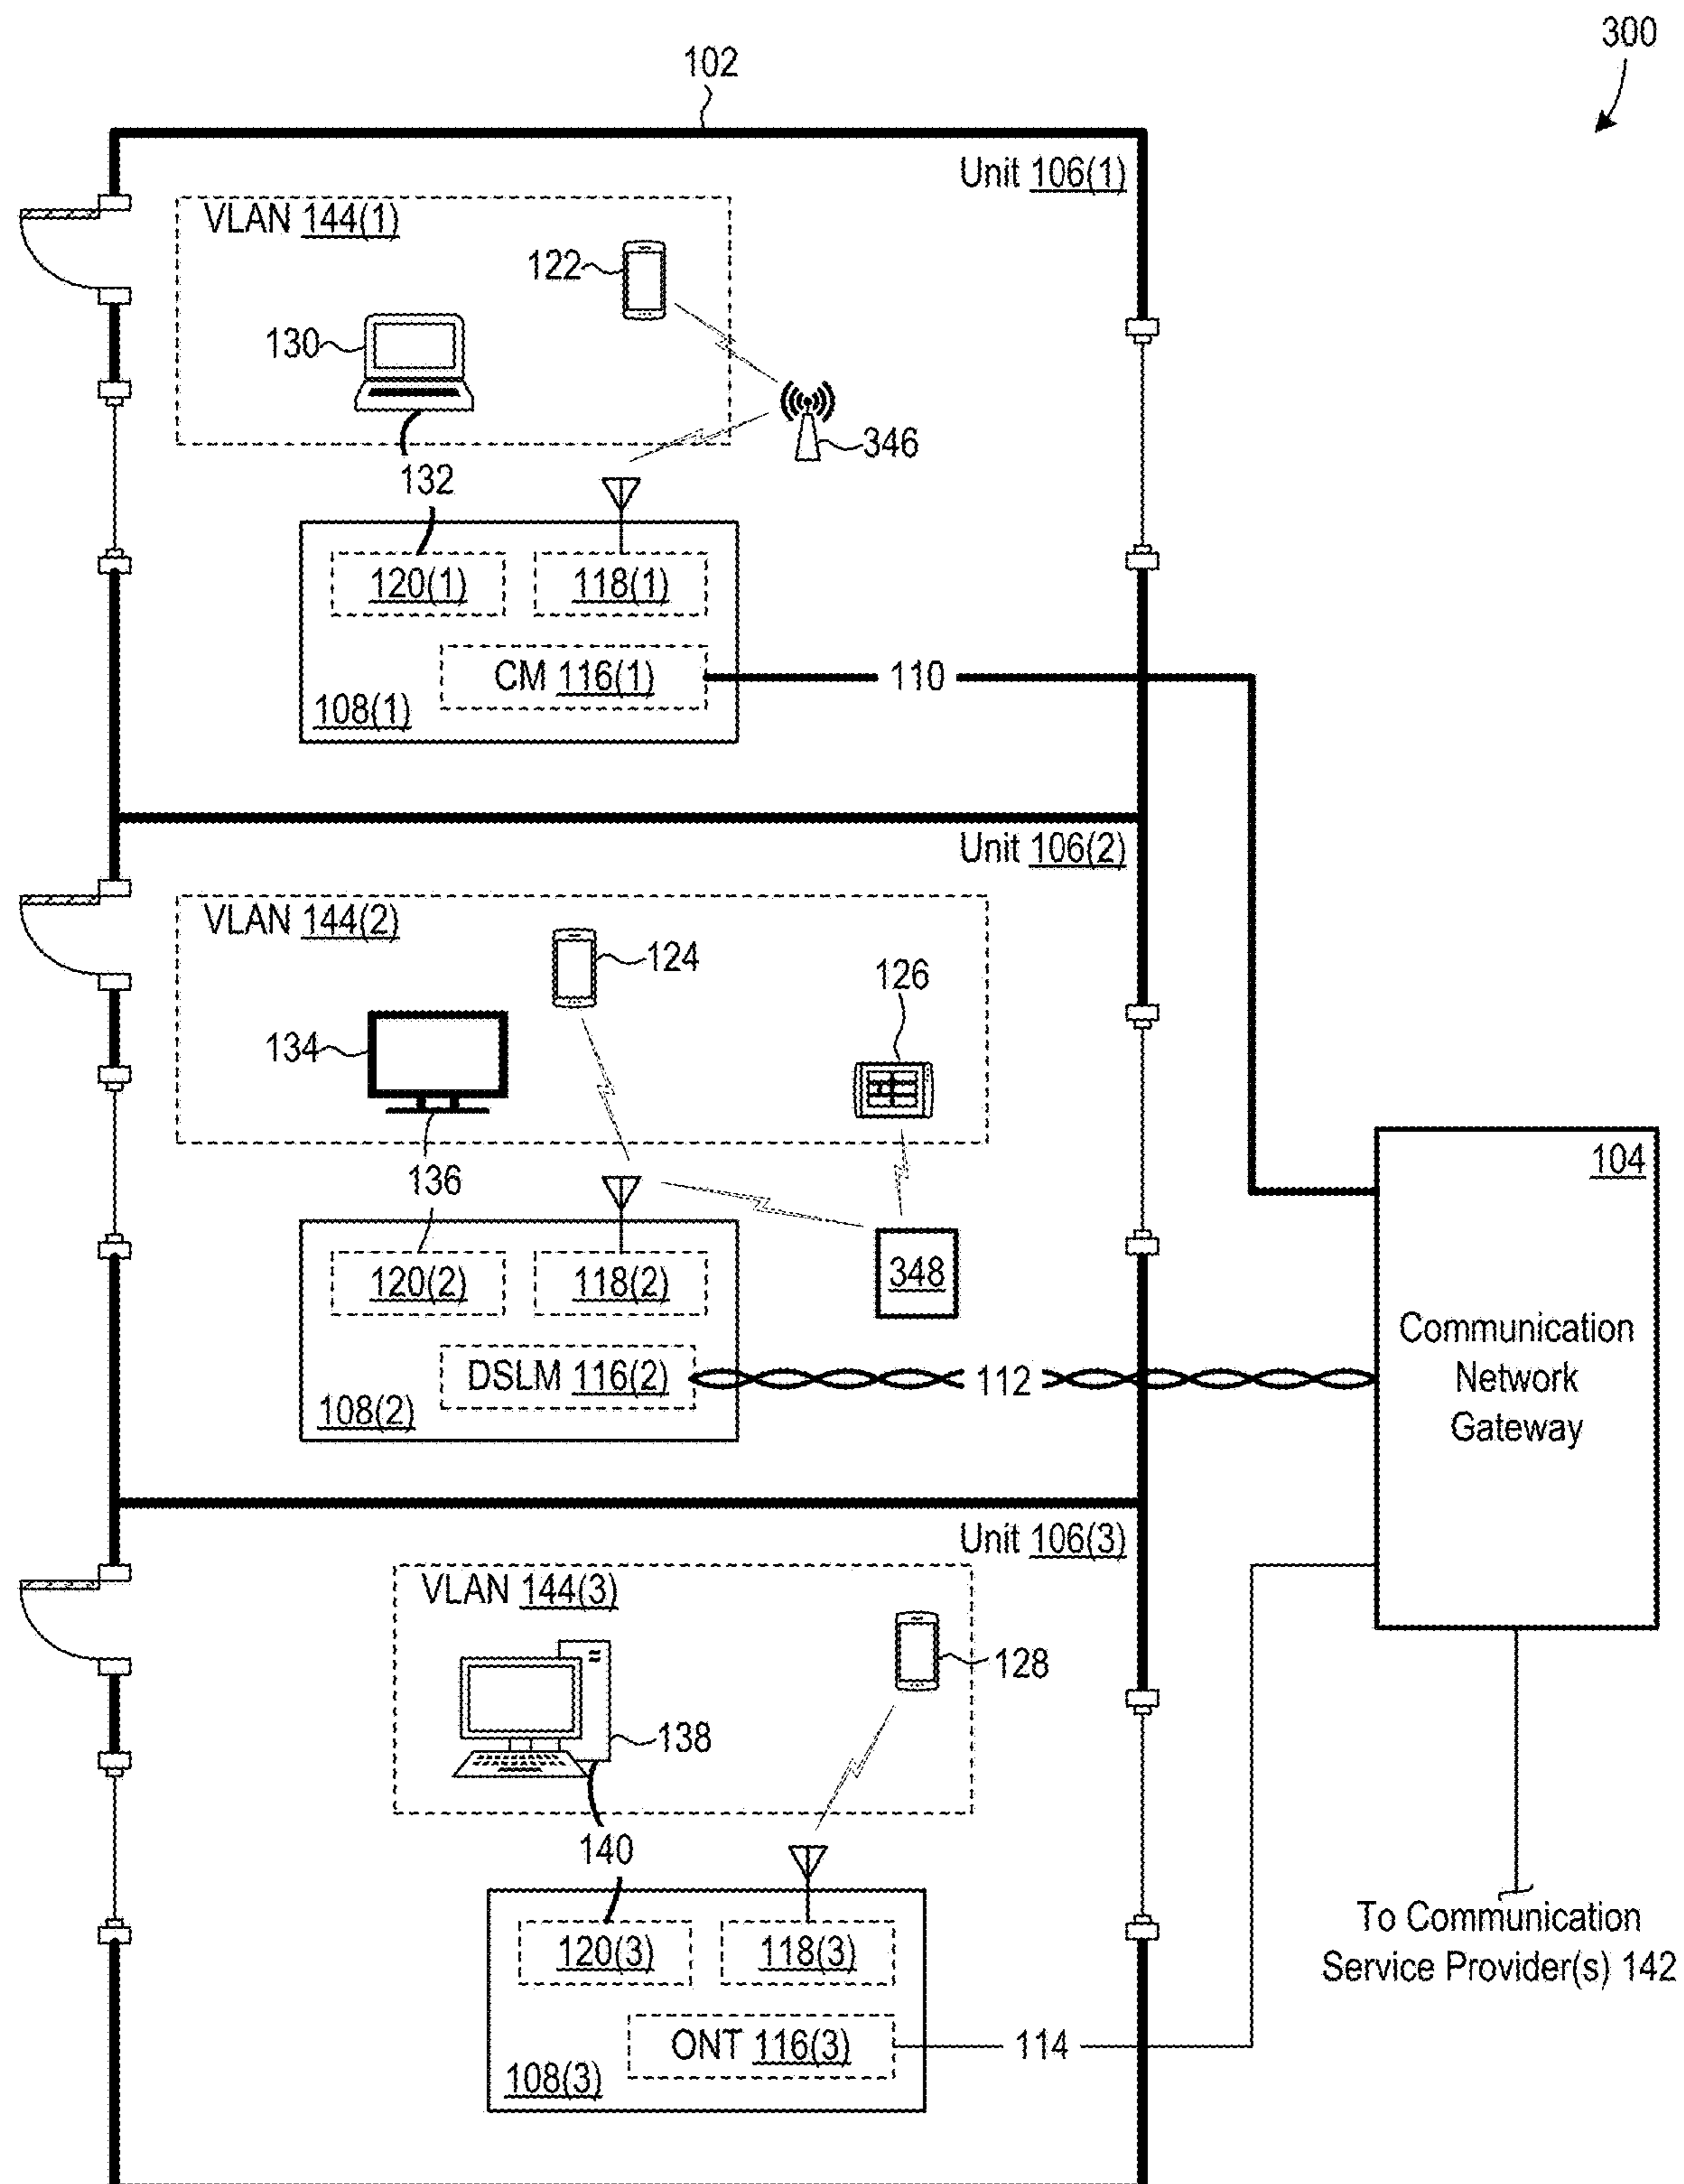 300
102
Unit 106(1)
VLAN 144(1)
122
130
346
132
120(1)
118(1)
CM 116(1)
110
108(1)
Unit 106(2)
VLAN 144(2)
124
126
134
136
104
120(2)
118(2)
348
Communication
Network
Gateway
DSLM 116(2)
112
108(2)
Unit 106(3)
VLAN 144(3)
128
138
140
To Communication
Service Provider(s) 142
120(3)
118(3)
ONT 116(3)
114
108(3)